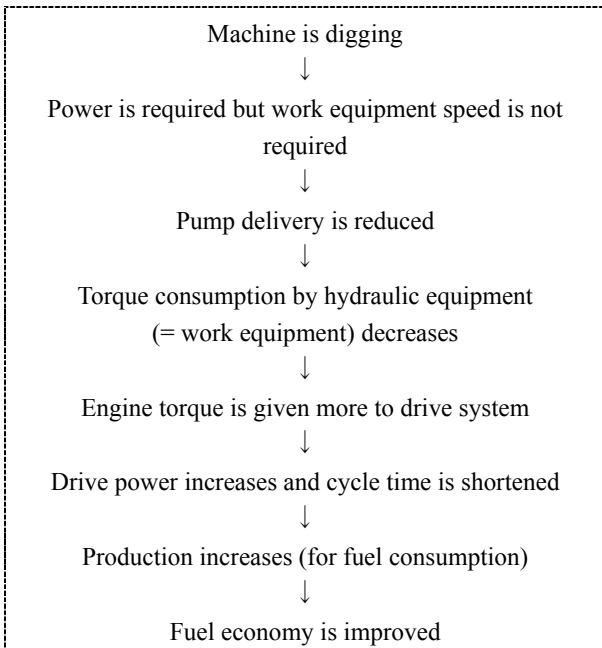 Machine is digging
↓
Power is required but work equipment speed is not
required
↓
Pump delivery is reduced
↓
Torque consumption by hydraulic equipment
(= work equipment) decreases
↓
Engine torque is given more to drive system
↓
Drive power increases and cycle time is shortened
↓
Production increases (for fuel consumption)
↓
Fuel economy is improved